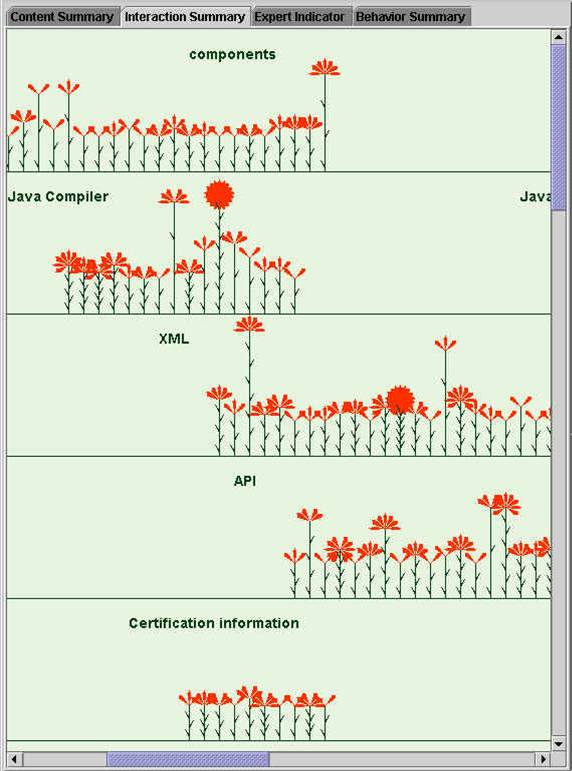 Content Summary Interaction Summary Expert Indicator Behavior Summary
components
Java Compiler Java
XML
API
Certification information